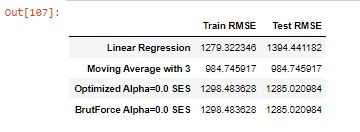 Out[107]:
Train RMSE Test RMSE
Linear Regression 1279.322346 1394.441182
Moving Average with 3 984.745917 984.745917
Optimized Alpha=0.0 SES 1298.483628 1285.020984
BrutForce Alpha=0.0 SES 1298.483628 1285.020984